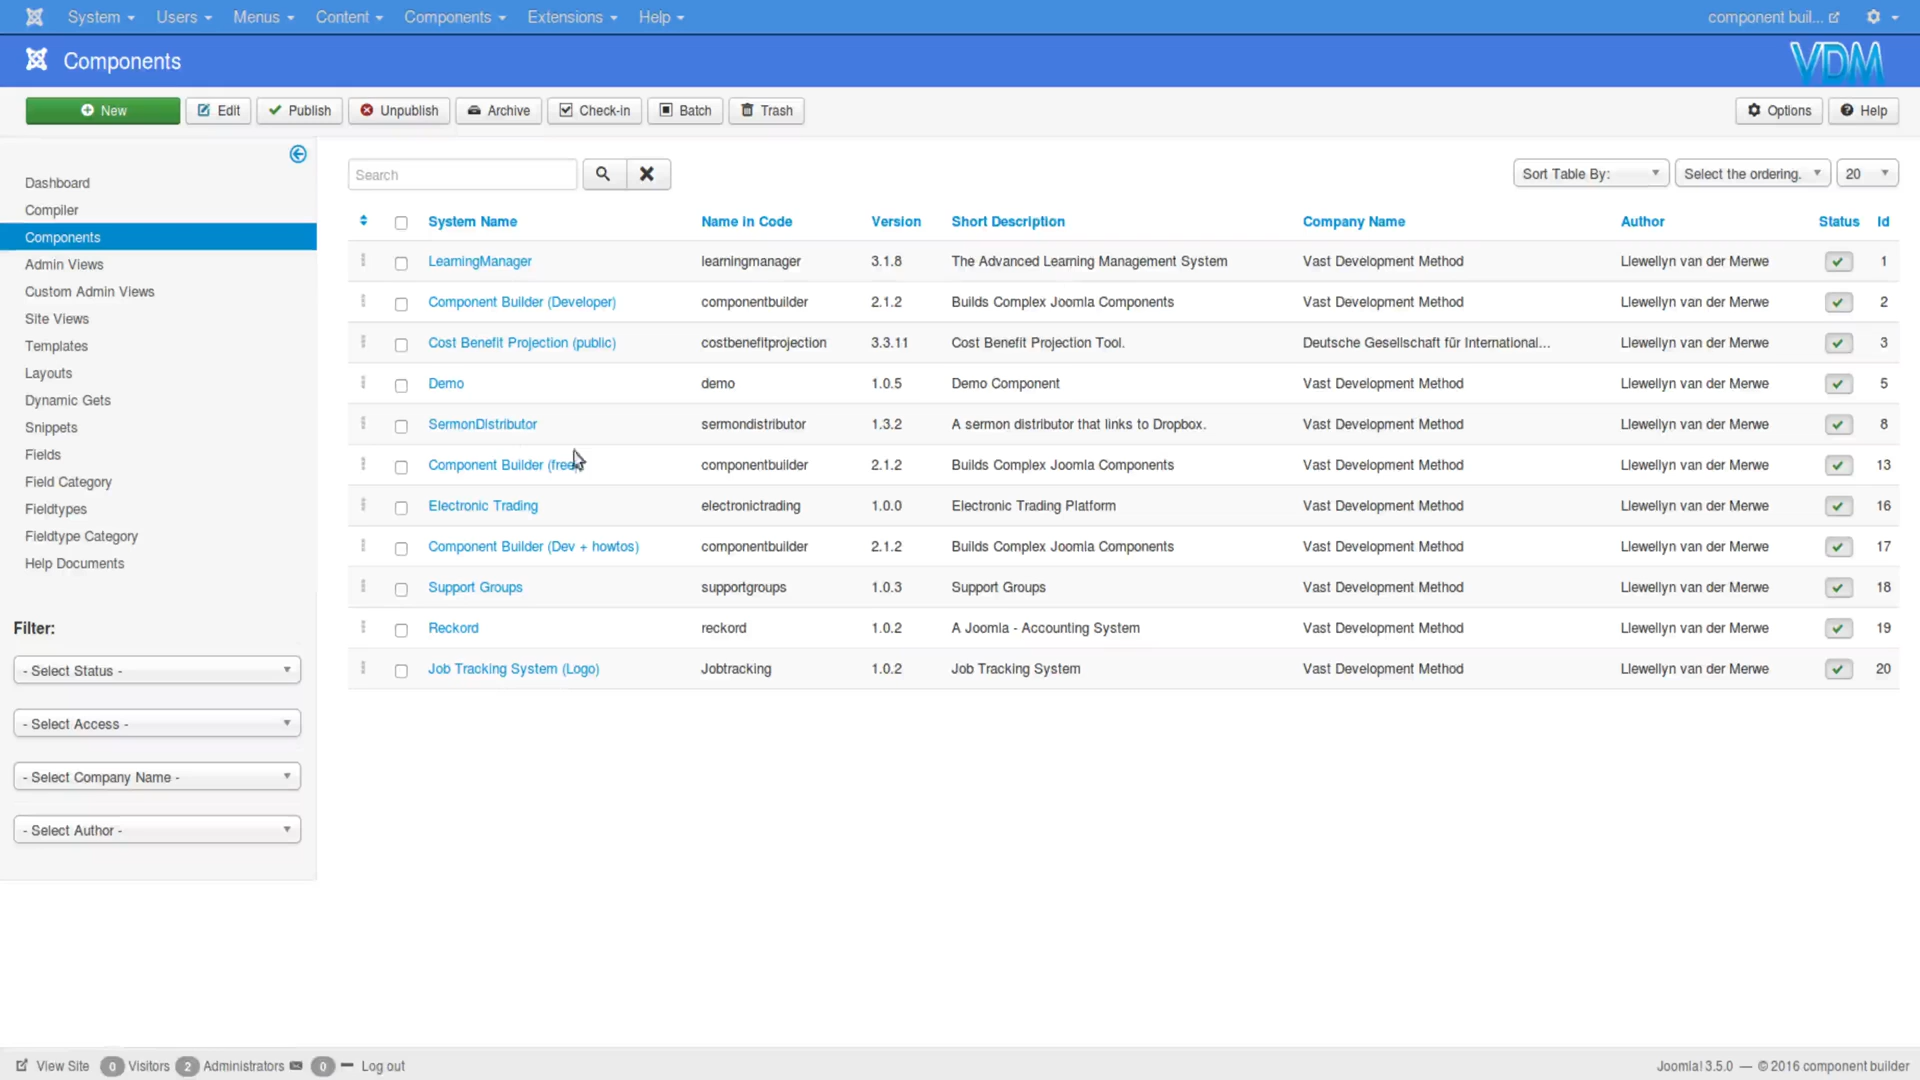 System Users Menus Content Components Extensions Help component buil...
Components VDM
New Edit Publish Unpublish Archive Check-in Batch Trash Options Help
Dashboard
Compiler
Components
Admin Views
Custom Admin Views
Site Views
Templates
Layouts
Dynamic Gets
Snippets
Fields
Field Category
Fieldtypes
Fieldtype Category
Help Documents
Filter:
- Select Status -
- Select Access -
- Select Company Name -
- Select Author -
Search Sort Table By: Select the ordering. 20
System Name Name in Code Version Short Description Company Name Author Status Id
LearningManager learningmanager 3.1.8 The Advanced Learning Management System Vast Development Method Llewellyn van der Merwe 1
Component Builder (Developer) componentbuilder 2.1.2 Builds Complex Joomla Components Vast Development Method Llewellyn van der Merwe 2
Cost Benefit Projection (public) costbenefitprojection 3.3.11 Cost Benefit Projection Tool. Deutsche Gesellschaft für International... Llewellyn van der Merwe 3
Demo demo 1.0.5 Demo Component Vast Development Method Llewellyn van der Merwe 5
SermonDistributor sermondistributor 1.3.2 A sermon distributor that links to Dropbox. Vast Development Method Llewellyn van der Merwe 8
Component Builder (free) componentbuilder 2.1.2 Builds Complex Joomla Components Vast Development Method Llewellyn van der Merwe 13
Electronic Trading electronictrading 1.0.0 Electronic Trading Platform Vast Development Method Llewellyn van der Merwe 16
Component Builder (Dev + howtos) componentbuilder 2.1.2 Builds Complex Joomla Components Vast Development Method Llewellyn van der Merwe 17
Support Groups supportgroups 1.0.3 Support Groups Vast Development Method Llewellyn van der Merwe 18
Reckord reckord 1.0.2 A Joomla - Accounting System Vast Development Method Llewellyn van der Merwe 19
Job Tracking System (Logo) Jobtracking 1.0.2 Job Tracking System Vast Development Method Llewellyn van der Merwe 20
View Site 0 Visitors 2 Administrators 0 Log out Joomla! 3.5.0 — © 2016 component builder